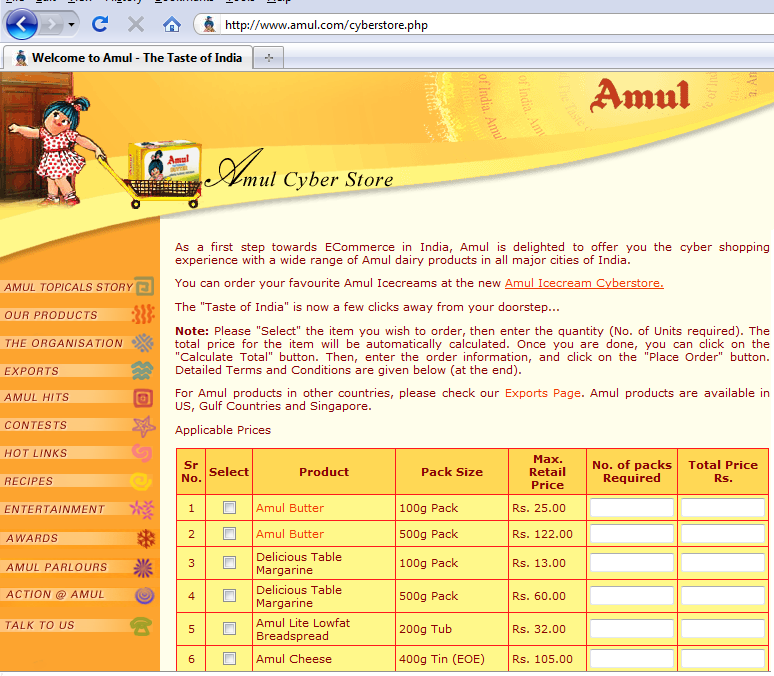 http://www.amul.com/cyberstore.php
Welcome to Amul - The Taste of India
Amul
Amul
Amul Cyber Store
As a first step towards ECommerce in India, Amul is delighted to offer you the cyber shopping
experience with a wide range of Amul dairy products in all major cities of India.
You can order your favourite Amul Icecreams at the new Amul Icecream Cyberstore.
The "Taste of India" is now a few clicks away from your doorstep...
Note: Please "Select" the item you wish to order, then enter the quantity (No. of Units required). The
total price for the item will be automatically calculated. Once you are done, you can click on the
"Calculate Total" button. Then, enter the order information, and click on the "Place Order" button.
Detailed Terms and Conditions are given below (at the end).
For Amul products in other countries, please check our Exports Page. Amul products are available in
US, Gulf Countries and Singapore.
Applicable Prices
AMUL TOPICALS STORY
OUR PRODUCTS
THE ORGANISATION
EXPORTS
AMUL HITS
CONTESTS
HOT LINKS
RECIPES
ENTERTAINMENT
AWARDS
AMUL PARLOURS
ACTION @ AMUL
TALK TO US
Sr No. Select Product Pack Size Max. Retail Price No. of packs Required Total Price Rs.
1 Amul Butter 100g Pack Rs. 25.00
2 Amul Butter 500g Pack Rs. 122.00
3 Delicious Table Margarine 100g Pack Rs. 13.00
4 Delicious Table Margarine 500g Pack Rs. 60.00
5 Amul Lite Lowfat Breadspread 200g Tub Rs. 32.00
6 Amul Cheese 400g Tin (EOE) Rs. 105.00